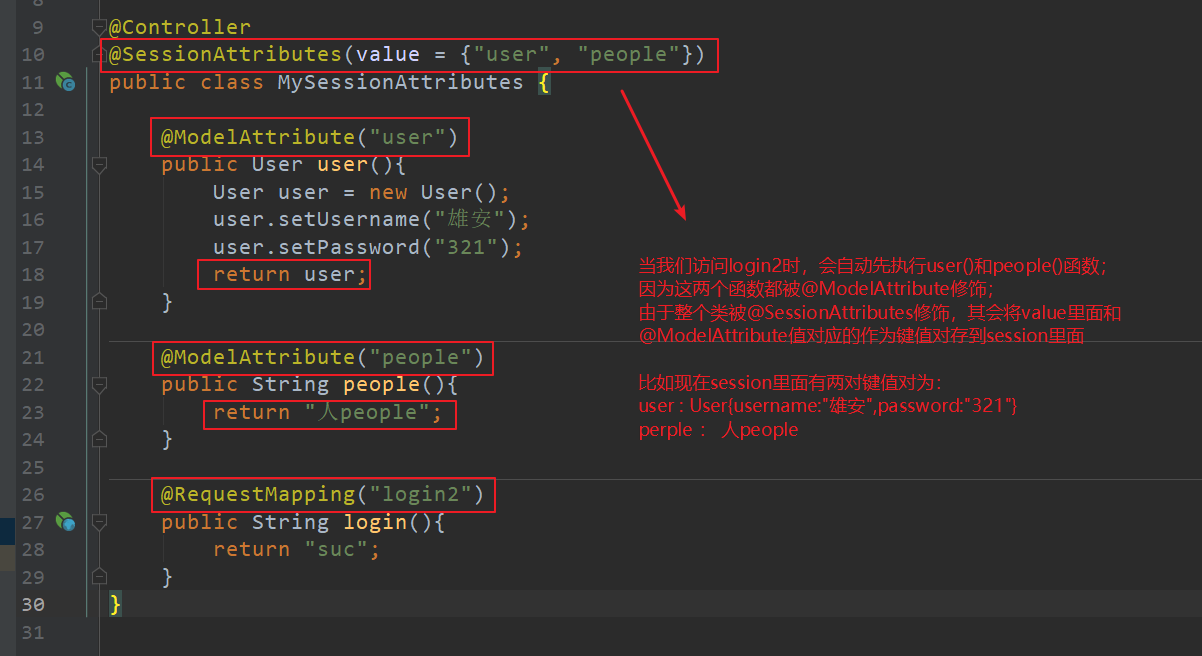 8
9 @Controller
10 @SessionAttributes(value = {"user", "people"})
11 public class MySessionAttributes {
12
13 @ModelAttribute("user")
14 public User user(){
15 User user = new User();
16 user.setUsername("雄安");
17 user.setPassword("321");
18 return user;
19 }
20
21 @ModelAttribute("people")
22 public String people(){
23 return "人people";
24 }
25
26 @RequestMapping("login2")
27 public String login(){
28 return "suc";
29 }
30 }
31
当我们访问login2时，会自动先执行user()和people()函数；
因为这两个函数都被@ModelAttribute修饰；
由于整个类被@SessionAttributes修饰，其会将value里面和
@ModelAttribute值对应的作为键值对存到session里面
比如现在session里面有两对键值对为：
user : User{username:"雄安",password:"321"}
perple ： 人people